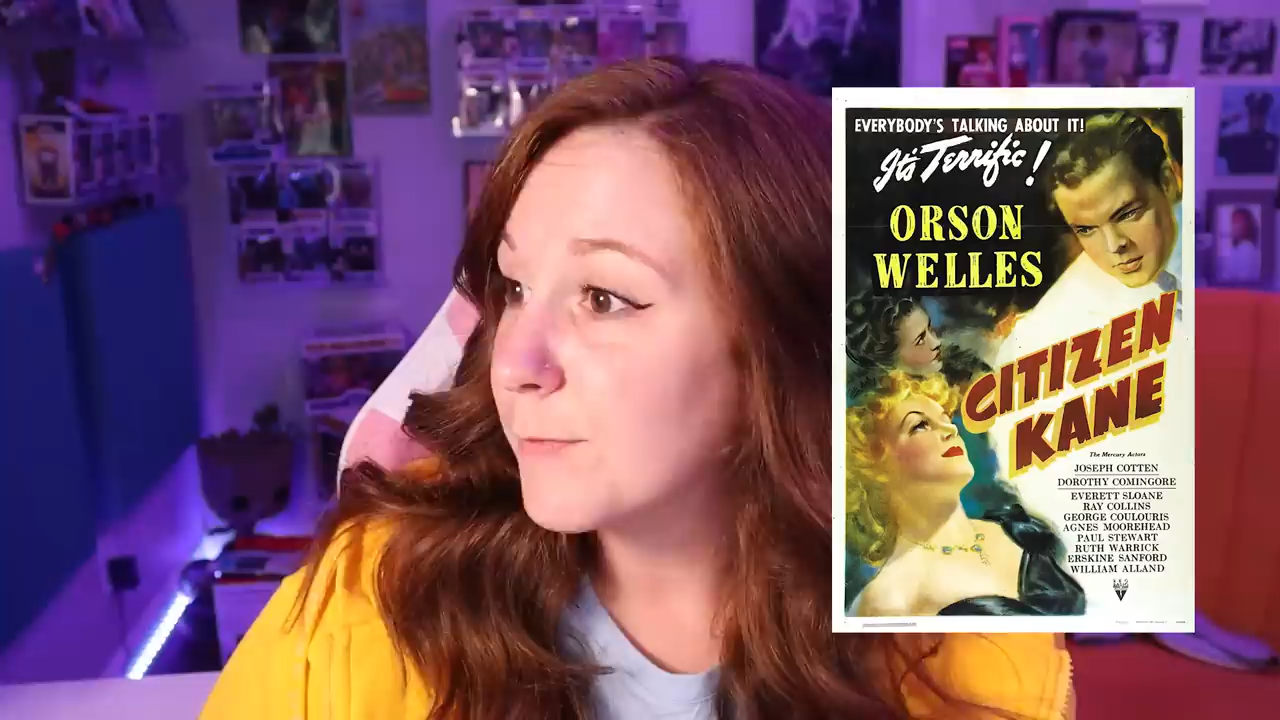 EVERYBODY'S TALKING ABOUT IT!
It's Terrific!
ORSON
WELLES
CITIZEN
KANE
The Mercury Actors
JOSEPH COTTEN
DOROTHY COMINGORE
EVERETT SLOANE
RAY COLLINS
GEORGE COULOURIS
AGNES MOOREHEAD
PAUL STEWART
RUTH WARRICK
ERSKINE SANFORD
WILLIAM ALLAND